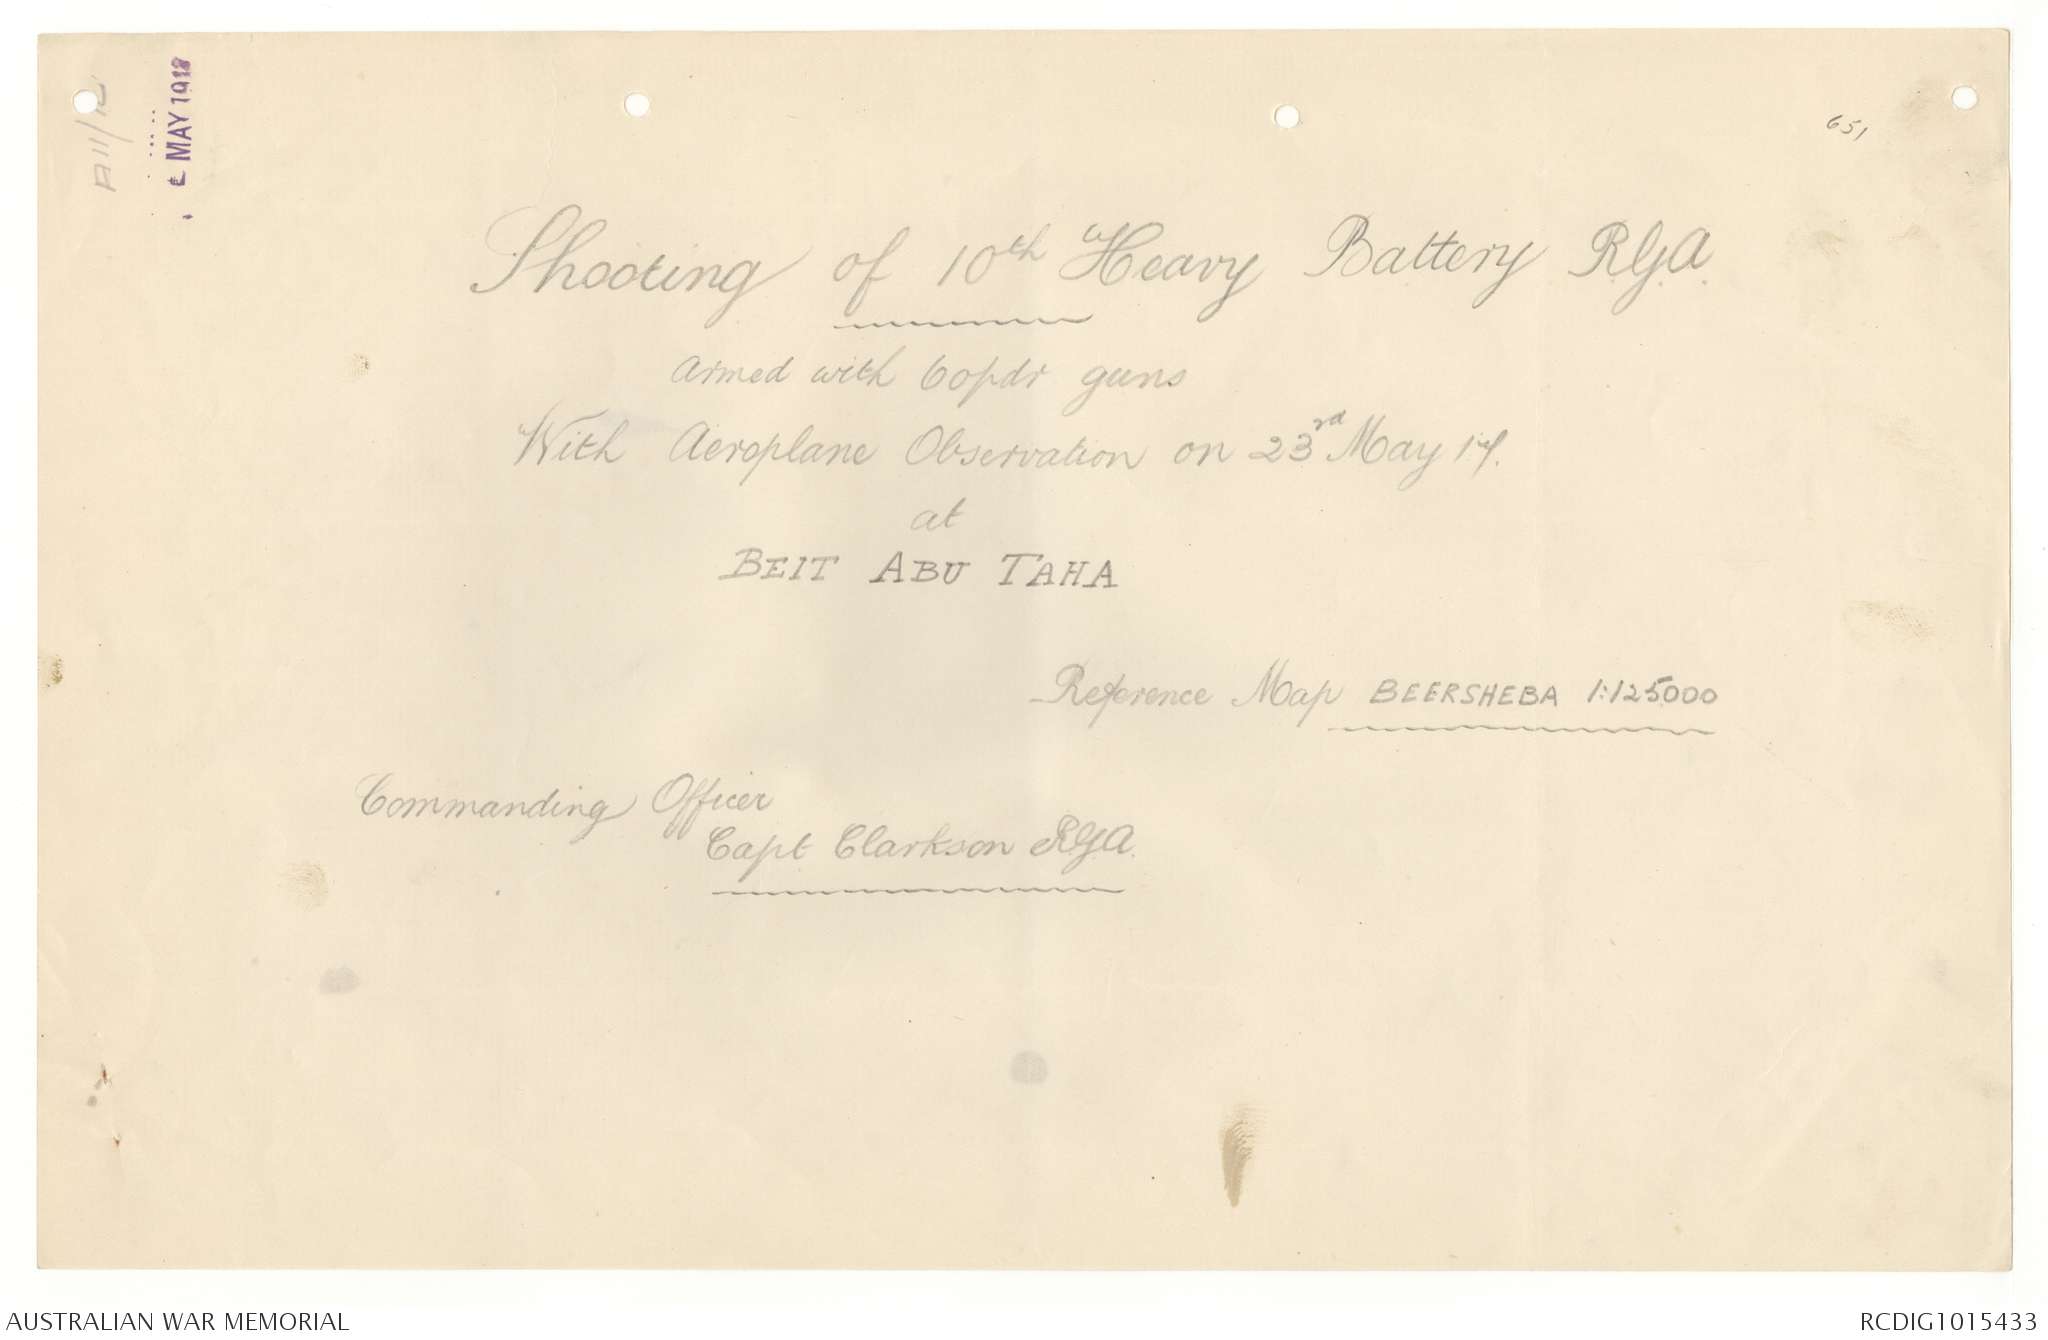 A11/12
MAY 1918
651
Shooting of 10th Heavy Battery R.G.A.
Armed with 60pdr guns
With Aeroplane Observation on 23rd May 17.
at
BEIT ABU TAHA
Reference Map BEERSHEBA 1:125000
Commanding Officer
Capt Clarkson R.G.A.
AUSTRALIAN WAR MEMORIAL
RCDIG1015433